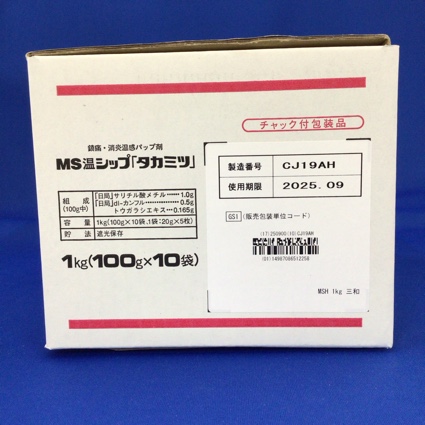 チャック付包装品
鎮痛・消炎温感パップ剤
MS温シップ「タカミツ」
組成(100g中)
「日局」サリチル酸メチル……1.0g
「日局」dl-カンフル……………0.5g
トウガラシエキス……0.165g
容量 1kg(100g×10袋、1袋:20g×5枚)
貯法 遮光保存
1kg(100g×10袋)
製造番号 CJ19AH
使用期限 2025.09
GS1 (販売包装単位コード)
(17)250900(10)CJ19AH
(01)14987086512258
MSH 1kg 三和